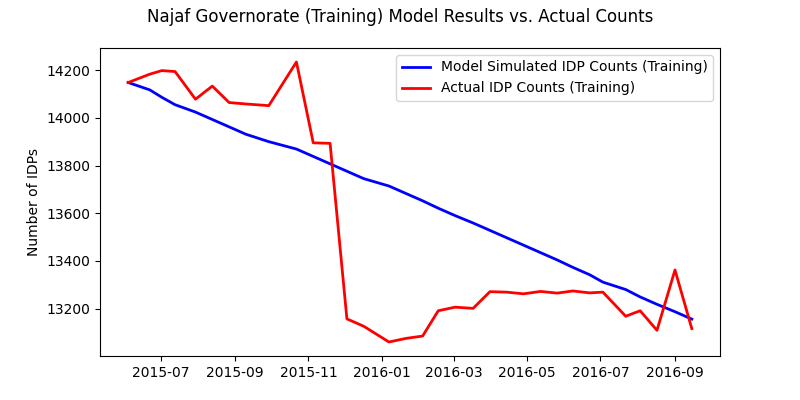 Najaf Governorate (Training) Model Results vs. Actual Counts
Model Simulated IDP Counts (Training)
Actual IDP Counts (Training)
Number of IDPs
14200
14000
13800
13600
13400
13200
2015-07 2015-09 2015-11 2016-01 2016-03 2016-05 2016-07 2016-09